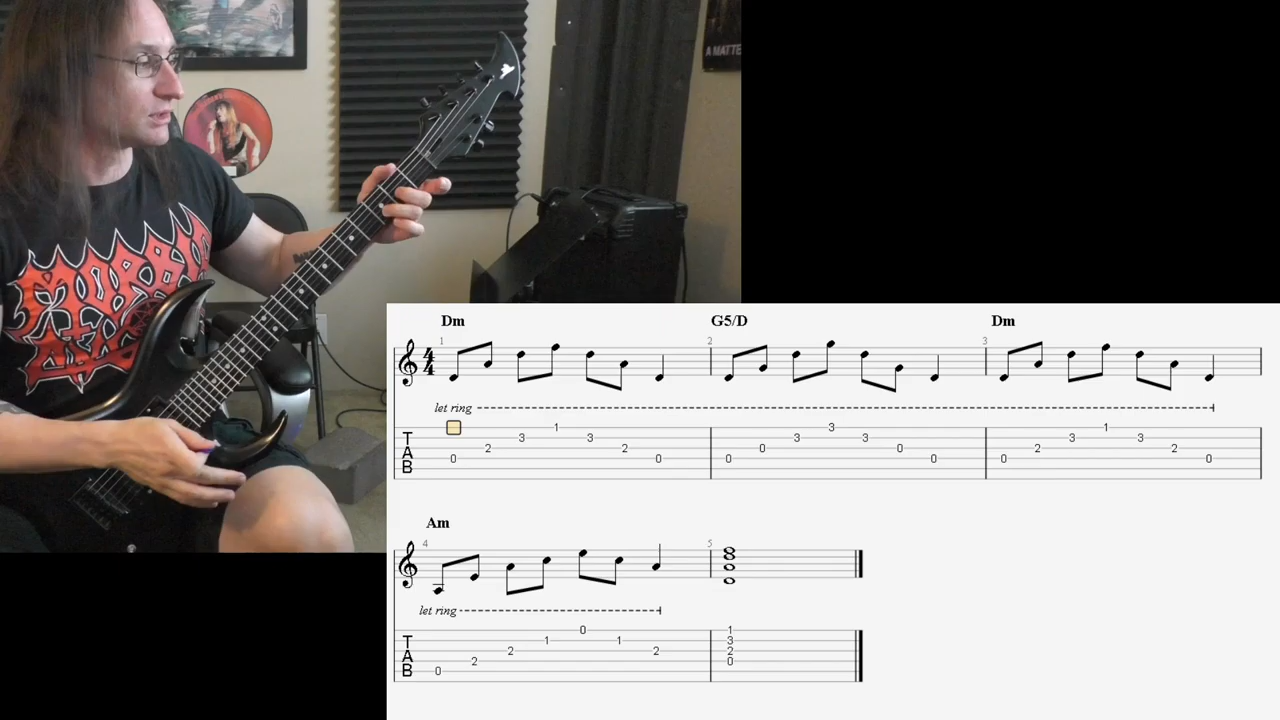 A MATTE
Dm G5/D Dm
1 2 3
4/4
let ring
T A B
1 3 1
3 3 3 3 3 3
2 2 0 0 2 2
0 0 0 0 0 0
Am
4 5
let ring
T A B
0 1
1 1 3
2 2 2
2 0
0